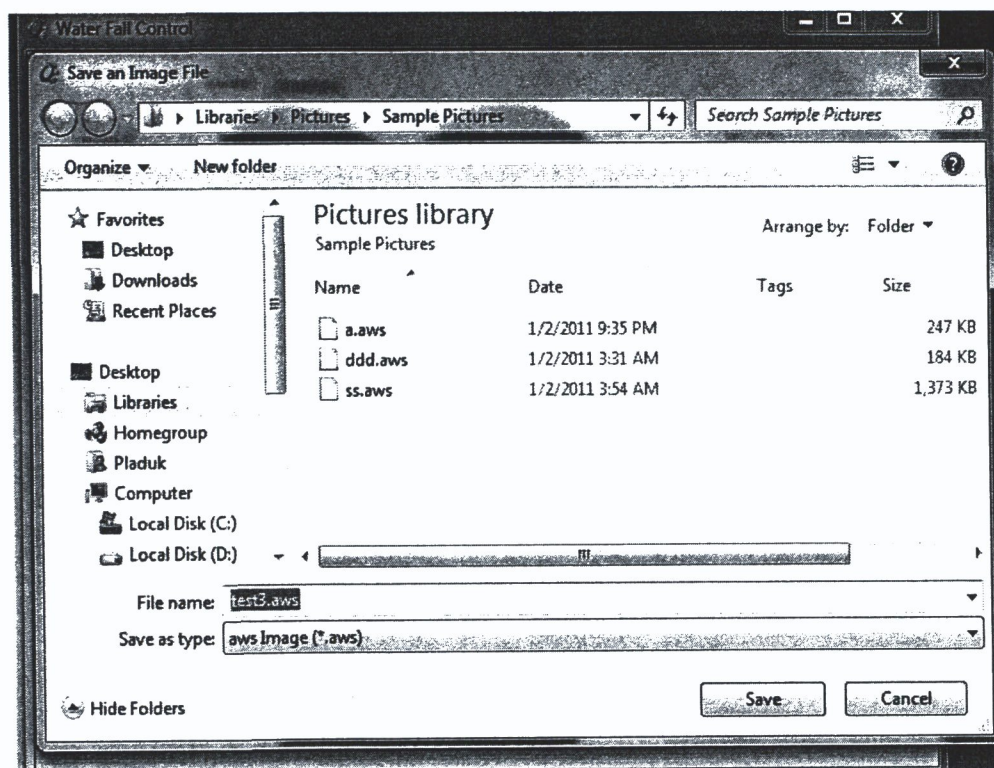 Water Fall Control
Save an Image File
Libraries Pictures Sample Pictures
Search Sample Pictures
Organize New folder
Favorites
Desktop
Downloads
Recent Places
Desktop
Libraries
Homegroup
Pladuk
Computer
Local Disk (C:)
Local Disk (D:)
Pictures library
Sample Pictures
Arrange by: Folder
Name Date Tags Size
a.aws 1/2/2011 9:35 PM 247 KB
ddd.aws 1/2/2011 3:31 AM 184 KB
ss.aws 1/2/2011 3:54 AM 1,373 KB
File name: test3.aws
Save as type: aws Image (*.aws)
Hide Folders
Save Cancel